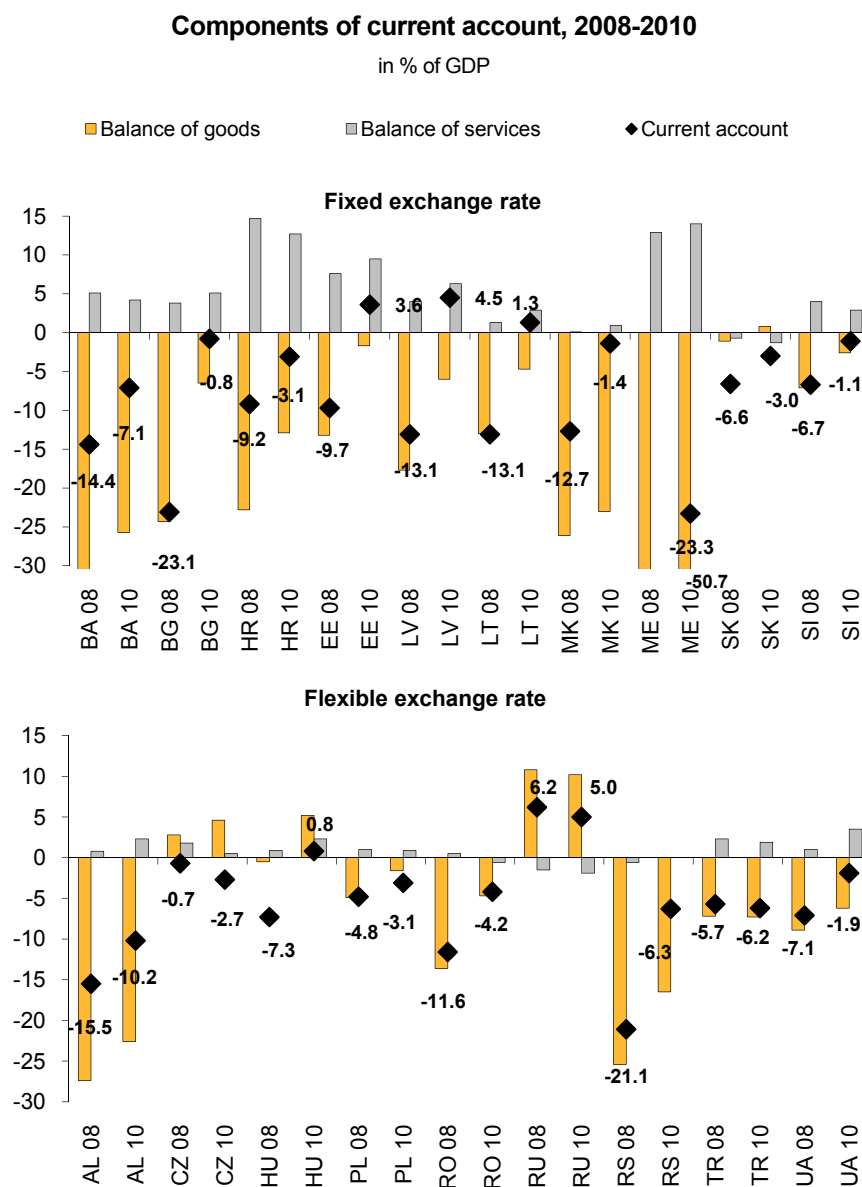 Components of current account, 2008-2010
in % of GDP
Balance of goods Balance of services Current account
Fixed exchange rate
15
10
5
0
-5
-10
-15
-20
-25
-30
3.6 4.5 1.3
-0.8 -1.4 -1.1
-7.1 -3.1 -6.6 -3.0
-14.4 -9.2 -9.7 -13.1 -13.1 -12.7 -6.7
-23.1 -23.3
-50.7
BA 08 BA 10 BG 08 BG 10 HR 08 HR 10 EE 08 EE 10 LV 08 LV 10 LT 08 LT 10 MK 08 MK 10 ME 08 ME 10 SK 08 SK 10 SI 08 SI 10
Flexible exchange rate
15
10
5
0
-5
-10
-15
-20
-25
-30
6.2 5.0
0.8
-0.7 -2.7 -7.3 -4.8 -3.1 -4.2 -5.7 -6.2 -7.1 -1.9
-15.5 -10.2 -11.6 -6.3
-21.1
AL 08 AL 10 CZ 08 CZ 10 HU 08 HU 10 PL 08 PL 10 RO 08 RO 10 RU 08 RU 10 RS 08 RS 10 TR 08 TR 10 UA 08 UA 10